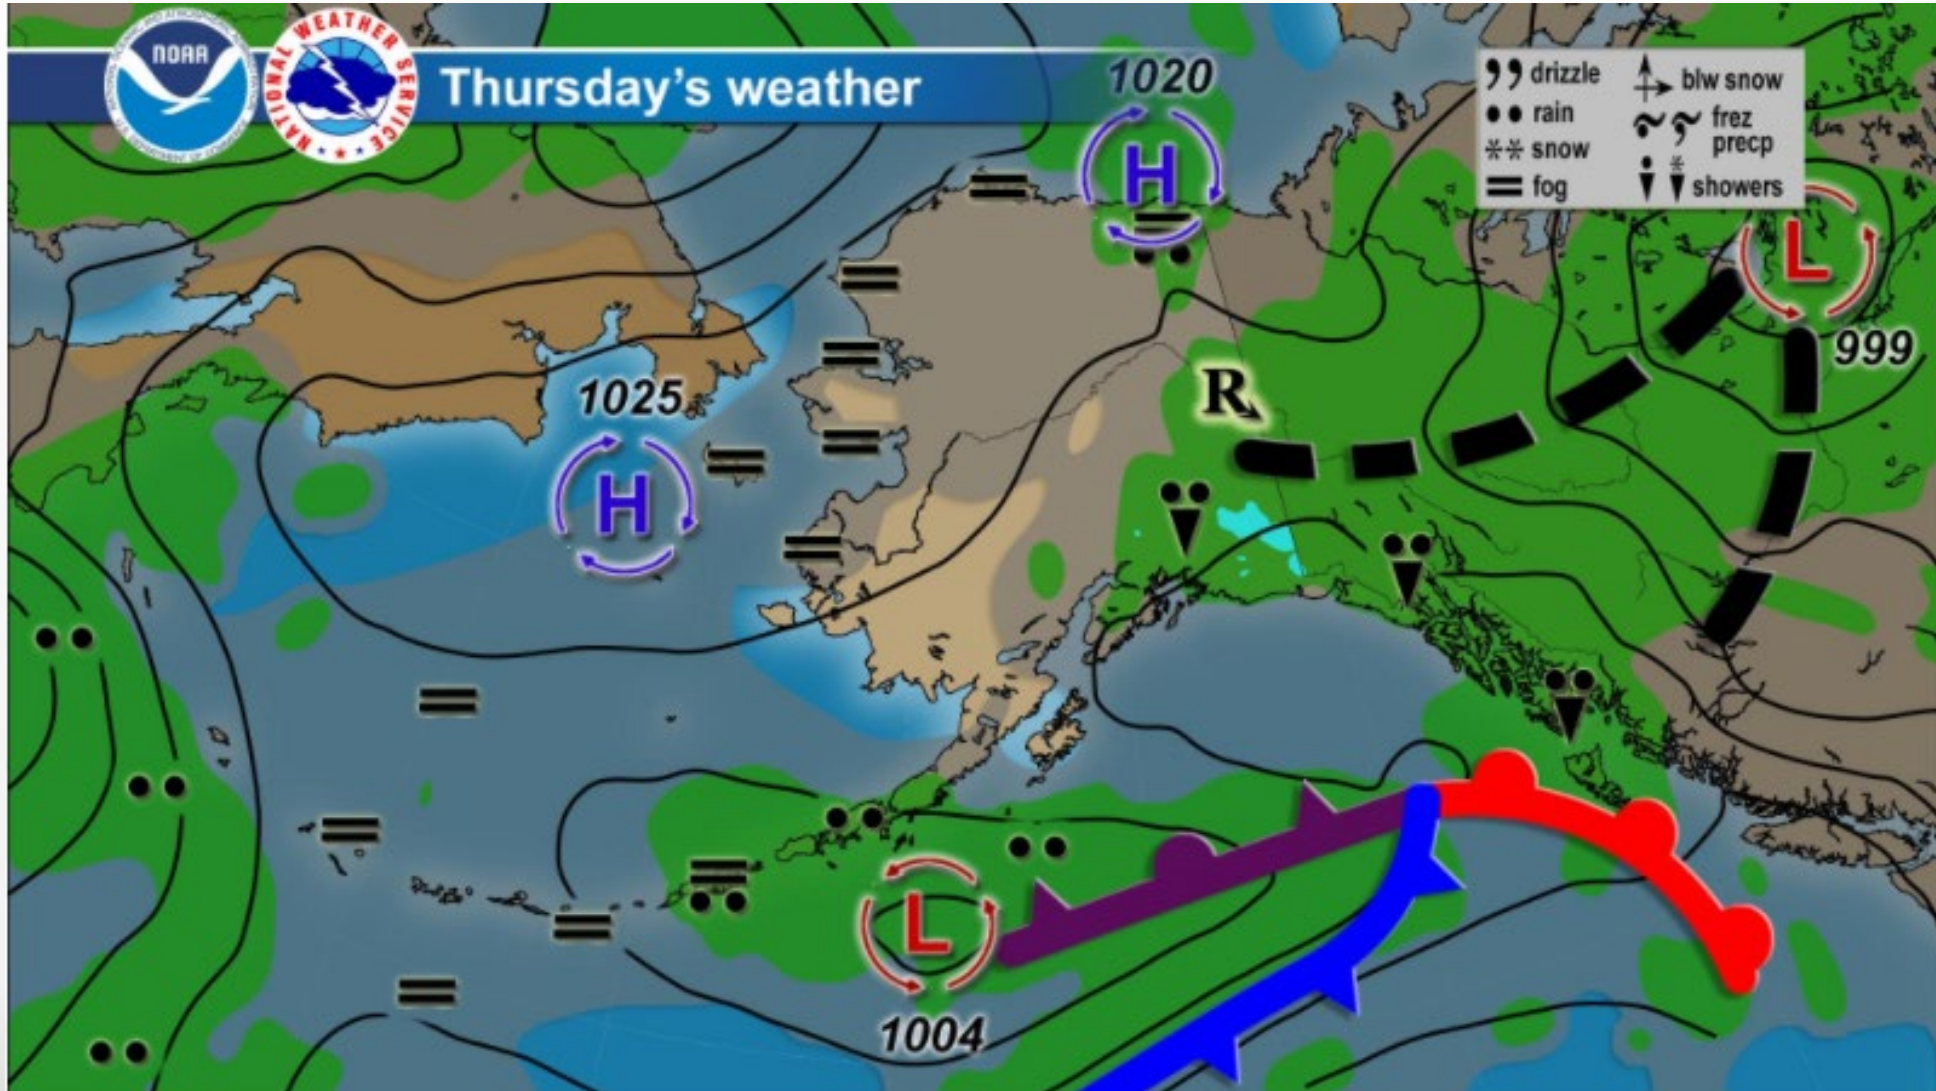 NOAA
NATIONAL WEATHER SERVICE
Thursday's weather
1020
drizzle
rain
snow
fog
blw snow
frez
precp
showers
H
L
999
1025
R
H
L
1004